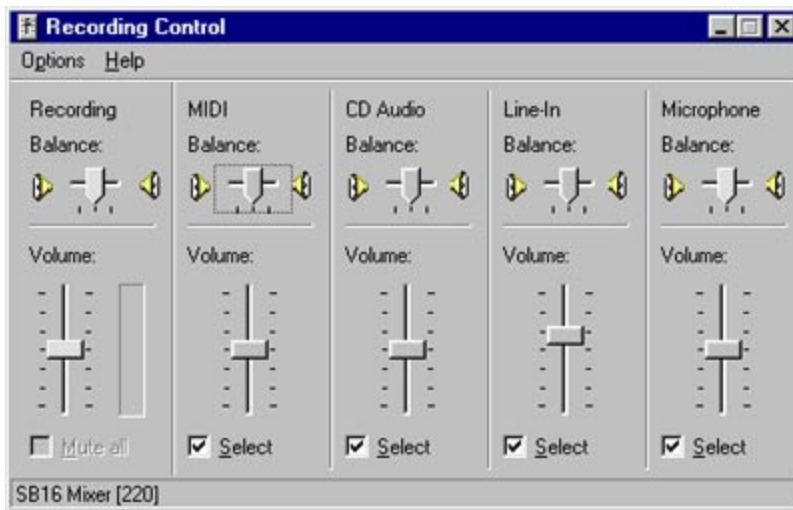 Recording Control
Options Help
Recording MIDI CD Audio Line-In Microphone
Balance: Balance: Balance: Balance: Balance:
Volume: Volume: Volume: Volume: Volume:
Mute all Select Select Select Select
SB16 Mixer [220]